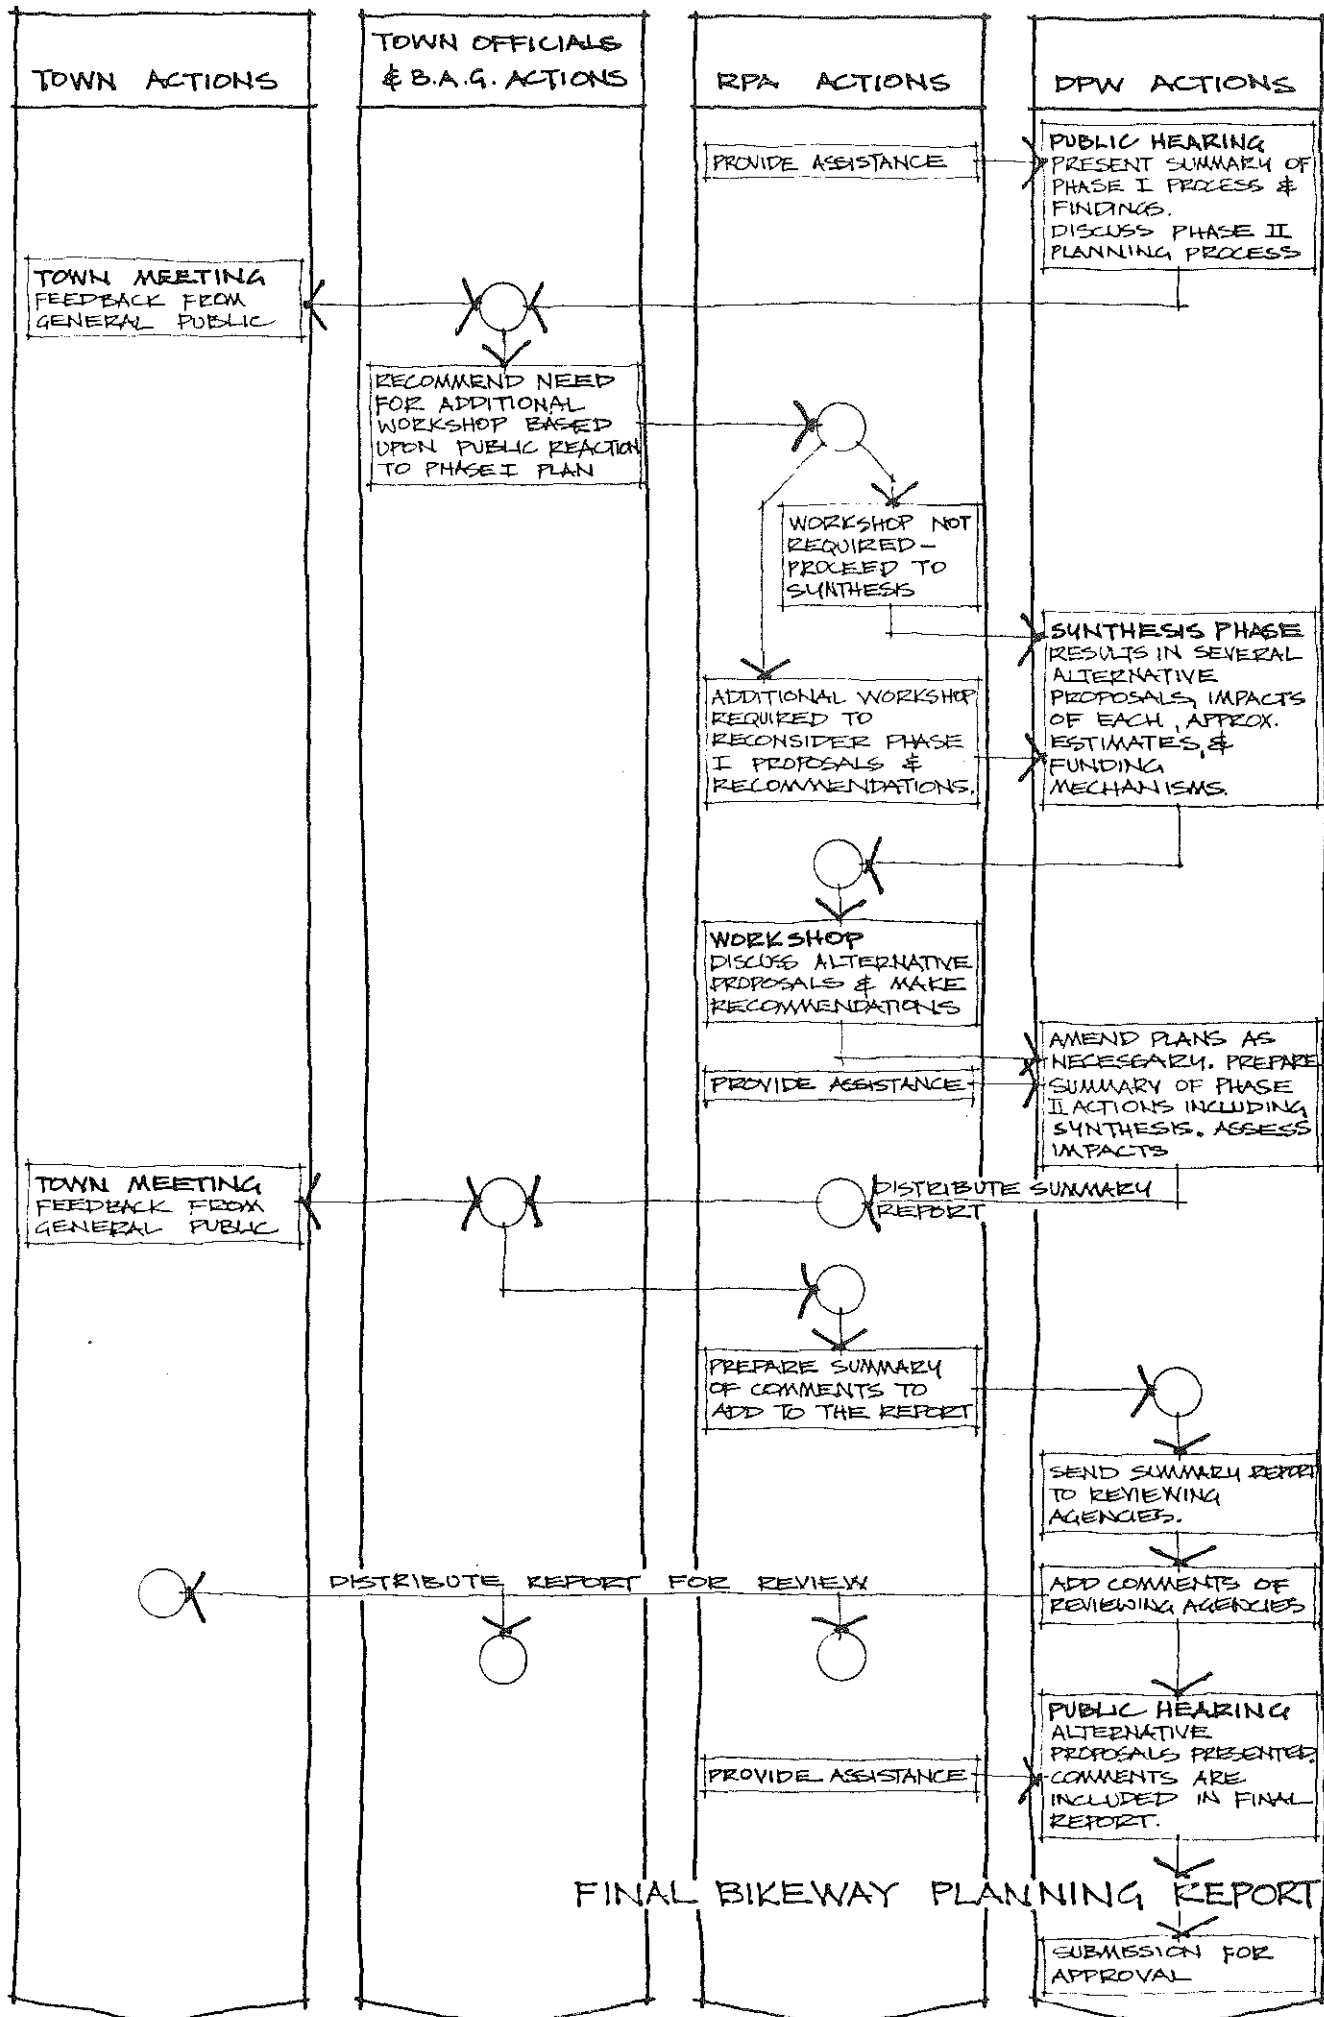 TOWN ACTIONS
TOWN OFFICIALS
& B.A.G. ACTIONS
RPA ACTIONS
DPW ACTIONS
PROVIDE ASSISTANCE
PUBLIC HEARING
PRESENT SUMMARY OF
PHASE I PROCESS &
FINDINGS.
DISCUSS PHASE II
PLANNING PROCESS
TOWN MEETING
FEEDBACK FROM
GENERAL PUBLIC
RECOMMEND NEED
FOR ADDITIONAL
WORKSHOP BASED
UPON PUBLIC REACTION
TO PHASE I PLAN
WORKSHOP NOT
REQUIRED-
PROCEED TO
SYNTHESIS
SYNTHESIS PHASE
RESULTS IN SEVERAL
ALTERNATIVE
PROPOSALS, IMPACTS
OF EACH, APPROX.
ESTIMATES, &
FUNDING
MECHANISMS.
ADDITIONAL WORKSHOP
REQUIRED TO
RECONSIDER PHASE
I PROPOSALS &
RECOMMENDATIONS.
WORKSHOP
DISCUSS ALTERNATIVE
PROPOSALS & MAKE
RECOMMENDATIONS
PROVIDE ASSISTANCE
AMEND PLANS AS
NECESSARY. PREPARE
SUMMARY OF PHASE
II ACTIONS INCLUDING
SYNTHESIS. ASSESS
IMPACTS
TOWN MEETING
FEEDBACK FROM
GENERAL PUBLIC
DISTRIBUTE SUMMARY
REPORT
PREPARE SUMMARY
OF COMMENTS TO
ADD TO THE REPORT
SEND SUMMARY REPORT
TO REVIEWING
AGENCIES.
DISTRIBUTE REPORT FOR REVIEW
ADD COMMENTS OF
REVIEWING AGENCIES
PROVIDE ASSISTANCE
PUBLIC HEARING
ALTERNATIVE
PROPOSALS PRESENTED.
COMMENTS ARE
INCLUDED IN FINAL
REPORT.
FINAL BIKEWAY PLANNING REPORT
SUBMISSION FOR
APPROVAL